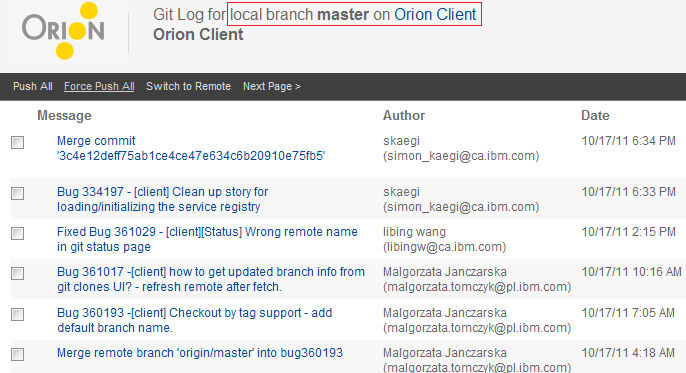 ORION
Git Log for local branch master on Orion Client
Orion Client
Push All Force Push All Switch to Remote Next Page >
Message Author Date
Merge commit skaegi 10/17/11 6:34 PM
'3c4e12deff75ab1ce4ce47e634c6b20910e75fb5' (simon_kaegi@ca.ibm.com)
Bug 334197 - [client] Clean up story for skaegi 10/17/11 6:33 PM
loading/initializing the service registry (simon_kaegi@ca.ibm.com)
Fixed Bug 361029 - [client][Status] Wrong remote name libing wang 10/17/11 2:15 PM
in git status page (libingw@ca.ibm.com)
Bug 361017 -[client] how to get updated branch info from Malgorzata Janczarska 10/17/11 10:16 AM
git clones UI? - refresh remote after fetch. (malgorzata.tomczyk@pl.ibm.com)
Bug 360193 -[client] Checkout by tag support - add Malgorzata Janczarska 10/17/11 7:05 AM
default branch name. (malgorzata.tomczyk@pl.ibm.com)
Merge remote branch 'origin/master' into bug360193 Malgorzata Janczarska 10/17/11 4:18 AM
(malgorzata.tomczyk@pl.ibm.com)